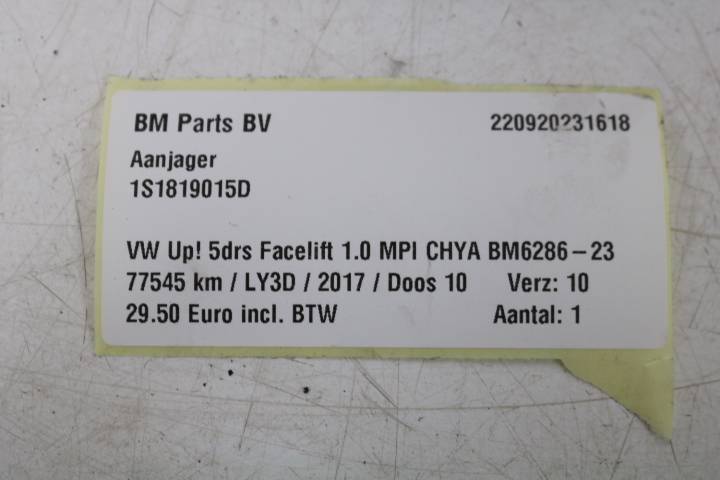 BM Parts BV 220920231618
Aanjager
1S1819015D
VW Up! 5drs Facelift 1.0 MPI CHYA BM6286-23
77545 km / LY3D / 2017 / Doos 10 Verz: 10
29.50 Euro incl. BTW Aantal: 1